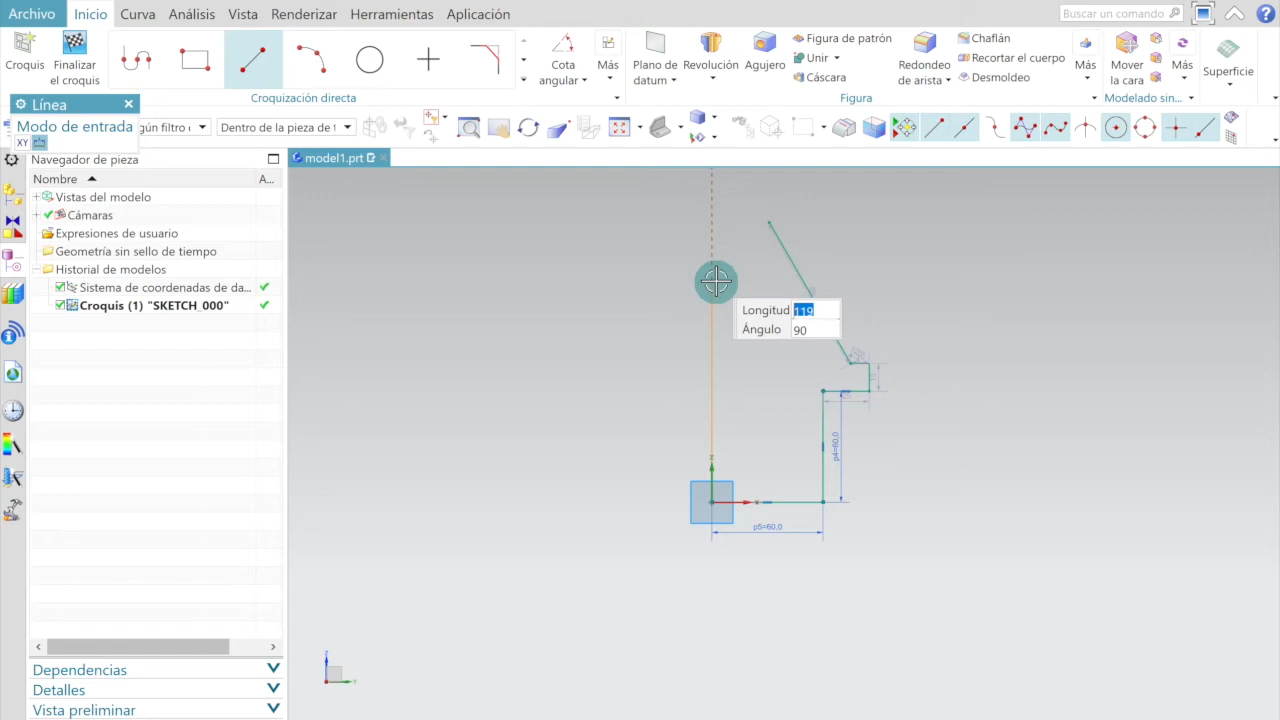 Archivo Inicio Curva Análisis Vista Renderizar Herramientas Aplicación Buscar un comando
Croquis Finalizar el croquis
Cota angular Más
Plano de datum Revolución Agujero
Figura de patrón
Unir
Cáscara
Redondeo de arista
Chaflán
Recortar el cuerpo
Desmoldeo
Más
Mover la cara
Más
Superficie
Croquización directa Figura Modelado sin...
Línea
Modo de entrada
XY
gún filtro c Dentro de la pieza de t
Navegador de pieza
model1.prt
Nombre A...
Vistas del modelo
Cámaras
Expresiones de usuario
Geometría sin sello de tiempo
Historial de modelos
Sistema de coordenadas de da...
Croquis (1) "SKETCH_000"
Longitud 119
Ángulo 90
p4=60,0
Z
X
p5=60,0
Z
Y
Dependencias
Detalles
Vista preliminar